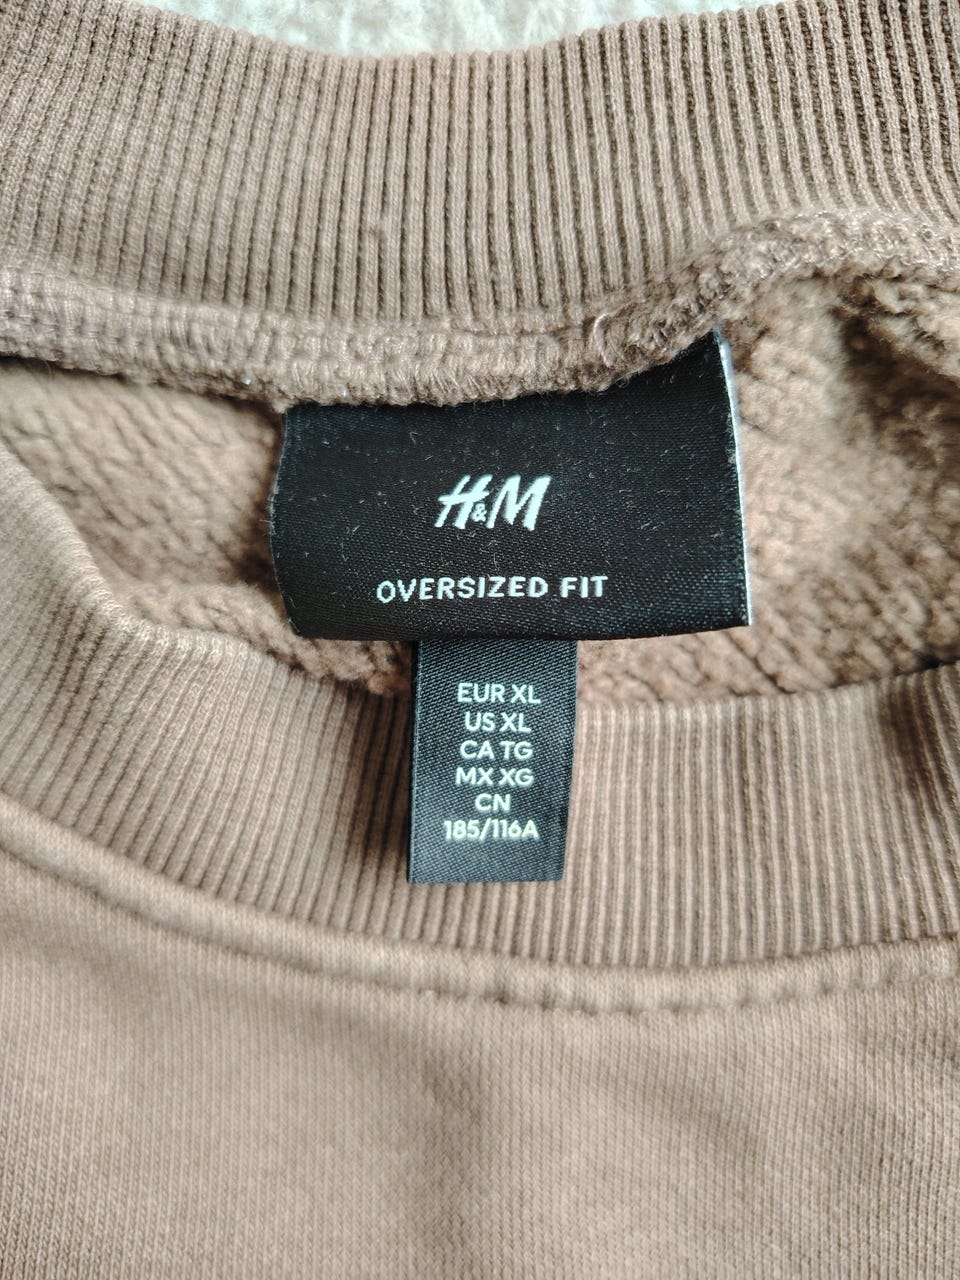 H&M
OVERSIZED FIT
EUR XL
US XL
CA TG
MX XG
CN
185/116A